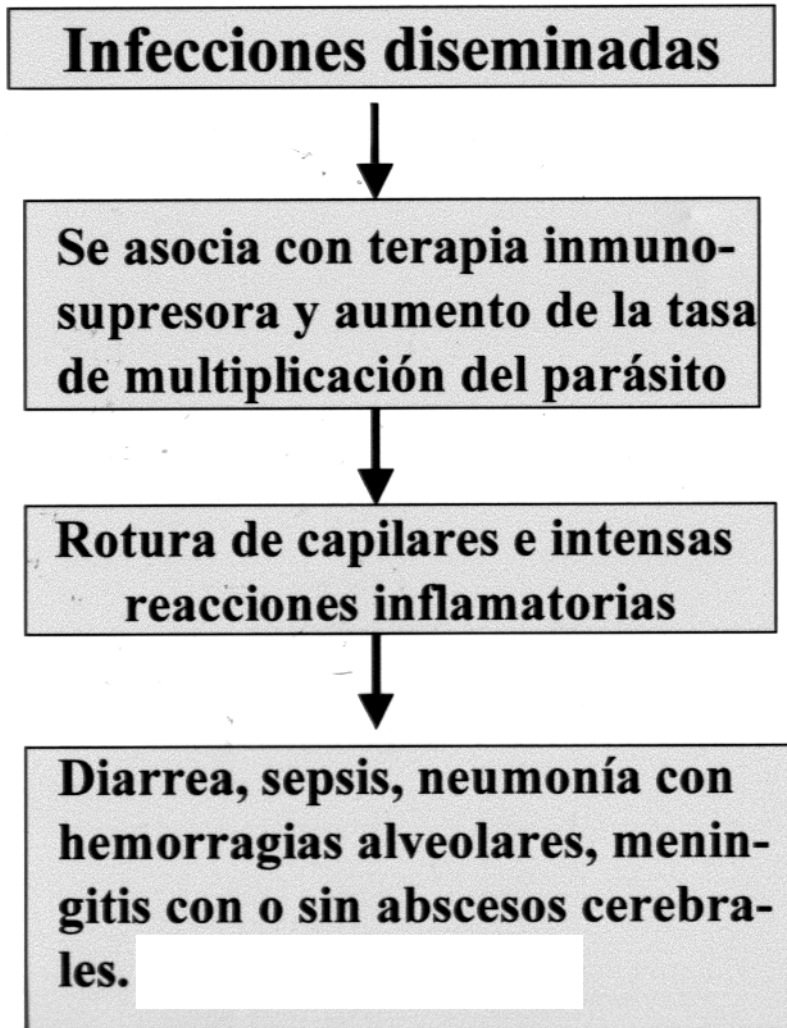 Infecciones diseminadas
Se asocia con terapia inmuno-
supresora y aumento de la tasa
de multiplicación del parásito
Rotura de capilares e intensas
reacciones inflamatorias
Diarrea, sepsis, neumonía con
hemorragias alveolares, menin-
gitis con o sin abscesos cerebra-
les.